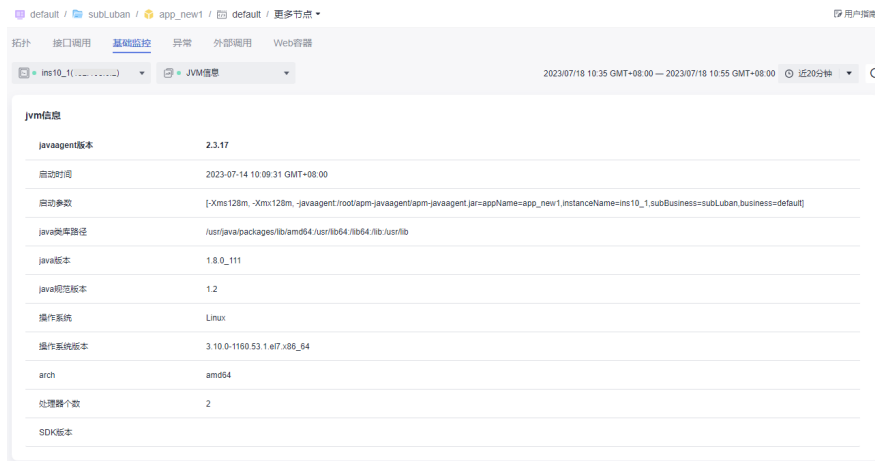 default / subLuban / app_new1 / default / 更多节点
用户指南
拓扑 接口调用 基础监控 异常 外部调用 Web容器
ins10_1( JVM信息 2023/07/18 10:35 GMT+08:00 — 2023/07/18 10:55 GMT+08:00 近20分钟
jvm信息
javaagent版本 2.3.17
启动时间 2023-07-14 10:09:31 GMT+08:00
启动参数 [-Xms128m, -Xmx128m, -javaagent:/root/apm-javaagent/apm-javaagent.jar=appName=app_new1,instanceName=ins10_1,subBusiness=subLuban,business=default]
java类库路径 /usr/java/packages/lib/amd64:/usr/lib64:/lib64:/lib:/usr/lib
java版本 1.8.0_111
java规范版本 1.2
操作系统 Linux
操作系统版本 3.10.0-1160.53.1.el7.x86_64
arch amd64
处理器个数 2
SDK版本